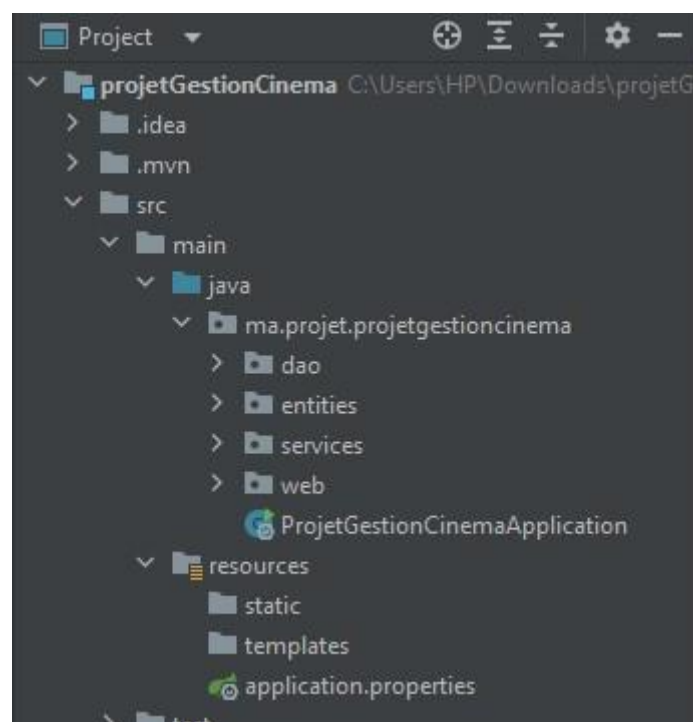 Project
projetGestionCinema C:\Users\HP\Downloads\projetG
.idea
.mvn
src
main
java
ma.projet.projetgestioncinema
dao
entities
services
web
ProjetGestionCinemaApplication
resources
static
templates
application.properties